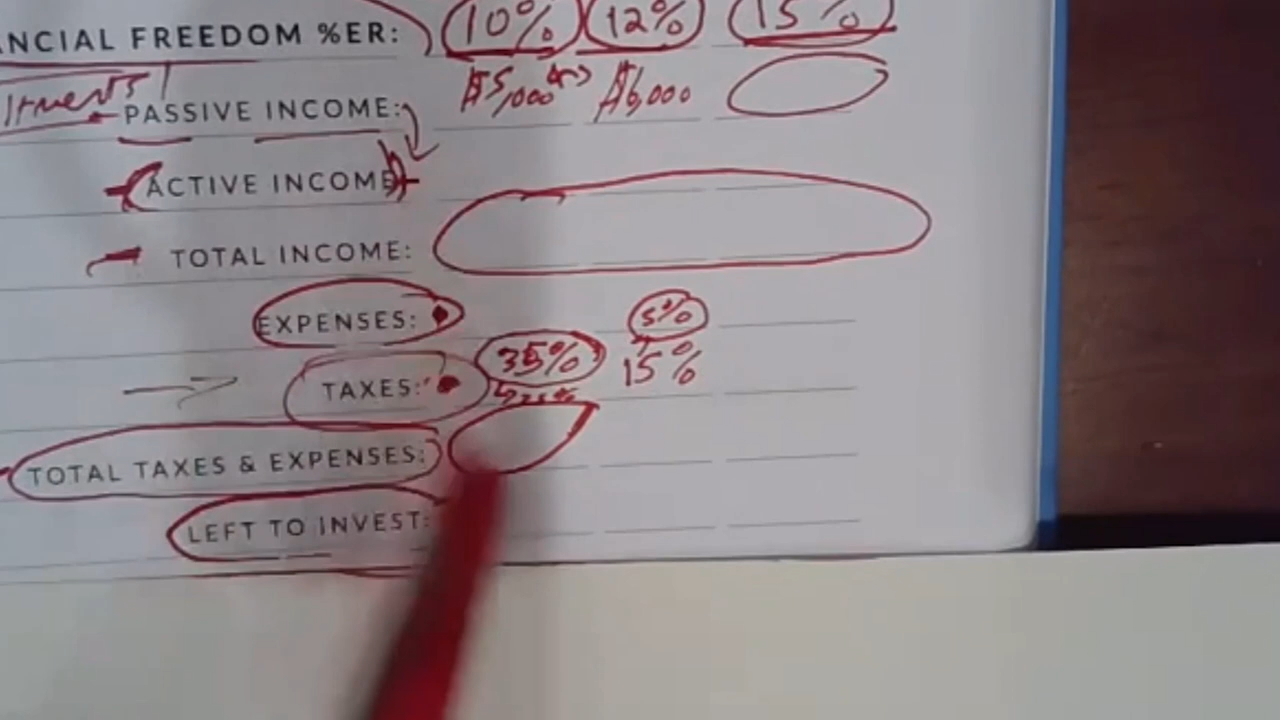 NCIAL FREEDOM %ER: 10% 12% 15%
PASSIVE INCOME: $5,000 $6,000
ACTIVE INCOME
TOTAL INCOME:
EXPENSES: 5%
TAXES: 35% 15%
TOTAL TAXES & EXPENSES:
LEFT TO INVEST: